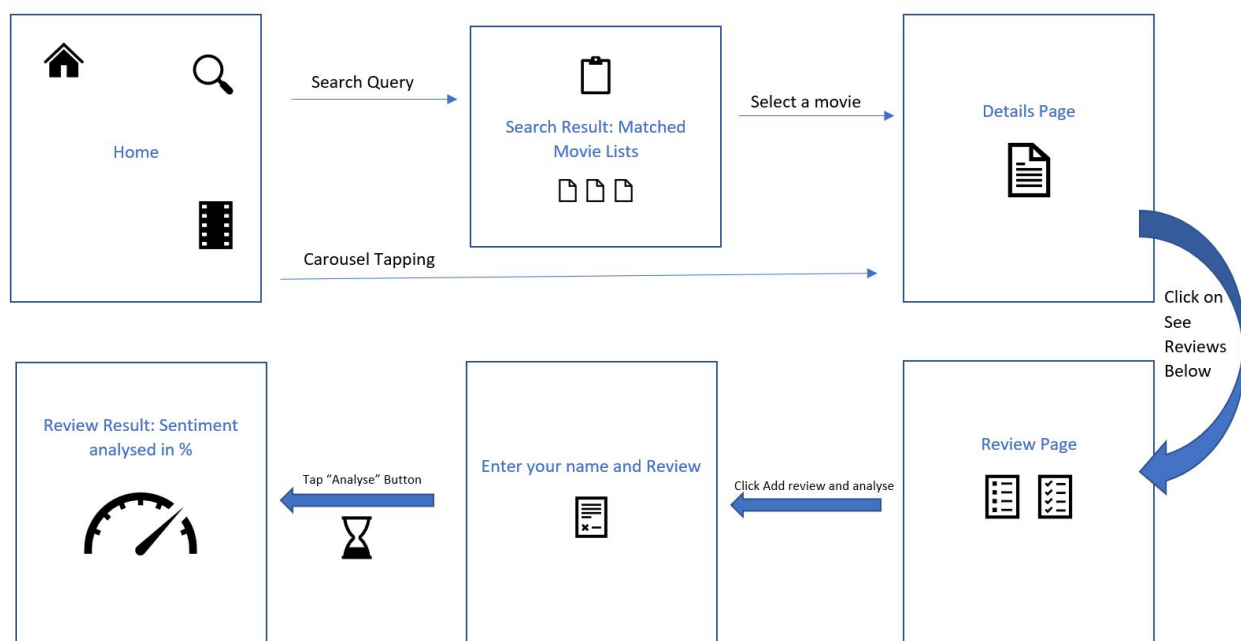 Home
Search Query
Search Result: Matched
Movie Lists
Select a movie
Details Page
Carousel Tapping
Click on
See
Reviews
Below
Review Page
Click Add review and analyse
Enter your name and Review
Tap “Analyse” Button
Review Result: Sentiment
analysed in %